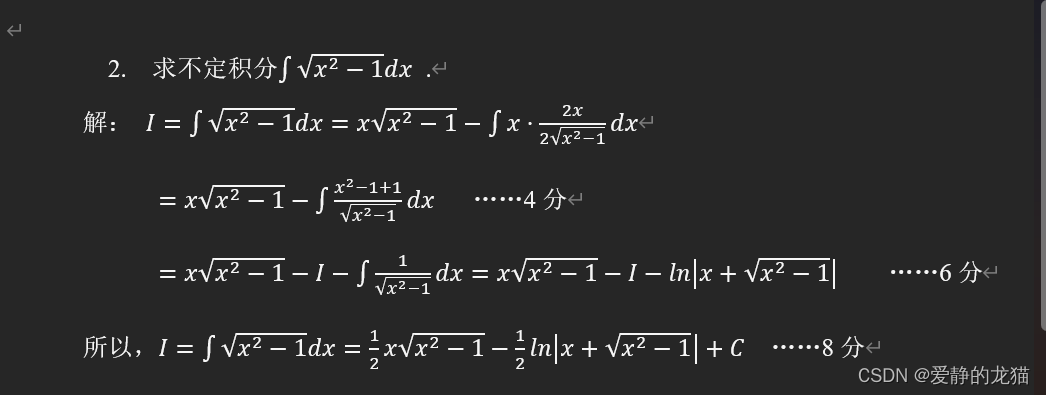 2. 求不定积分∫√(x²−1)dx .
解： I = ∫√(x²−1)dx = x√(x²−1) − ∫x·2x/(2√(x²−1))dx
= x√(x²−1) − ∫(x²−1+1)/√(x²−1)dx ……4 分
= x√(x²−1) − I − ∫1/√(x²−1)dx = x√(x²−1) − I − ln|x + √(x²−1)| ……6 分
所以，I = ∫√(x²−1)dx = 1/2x√(x²−1) − 1/2ln|x + √(x²−1)| + C ……8 分
CSDN @爱静的龙猫